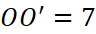 OO' = 7